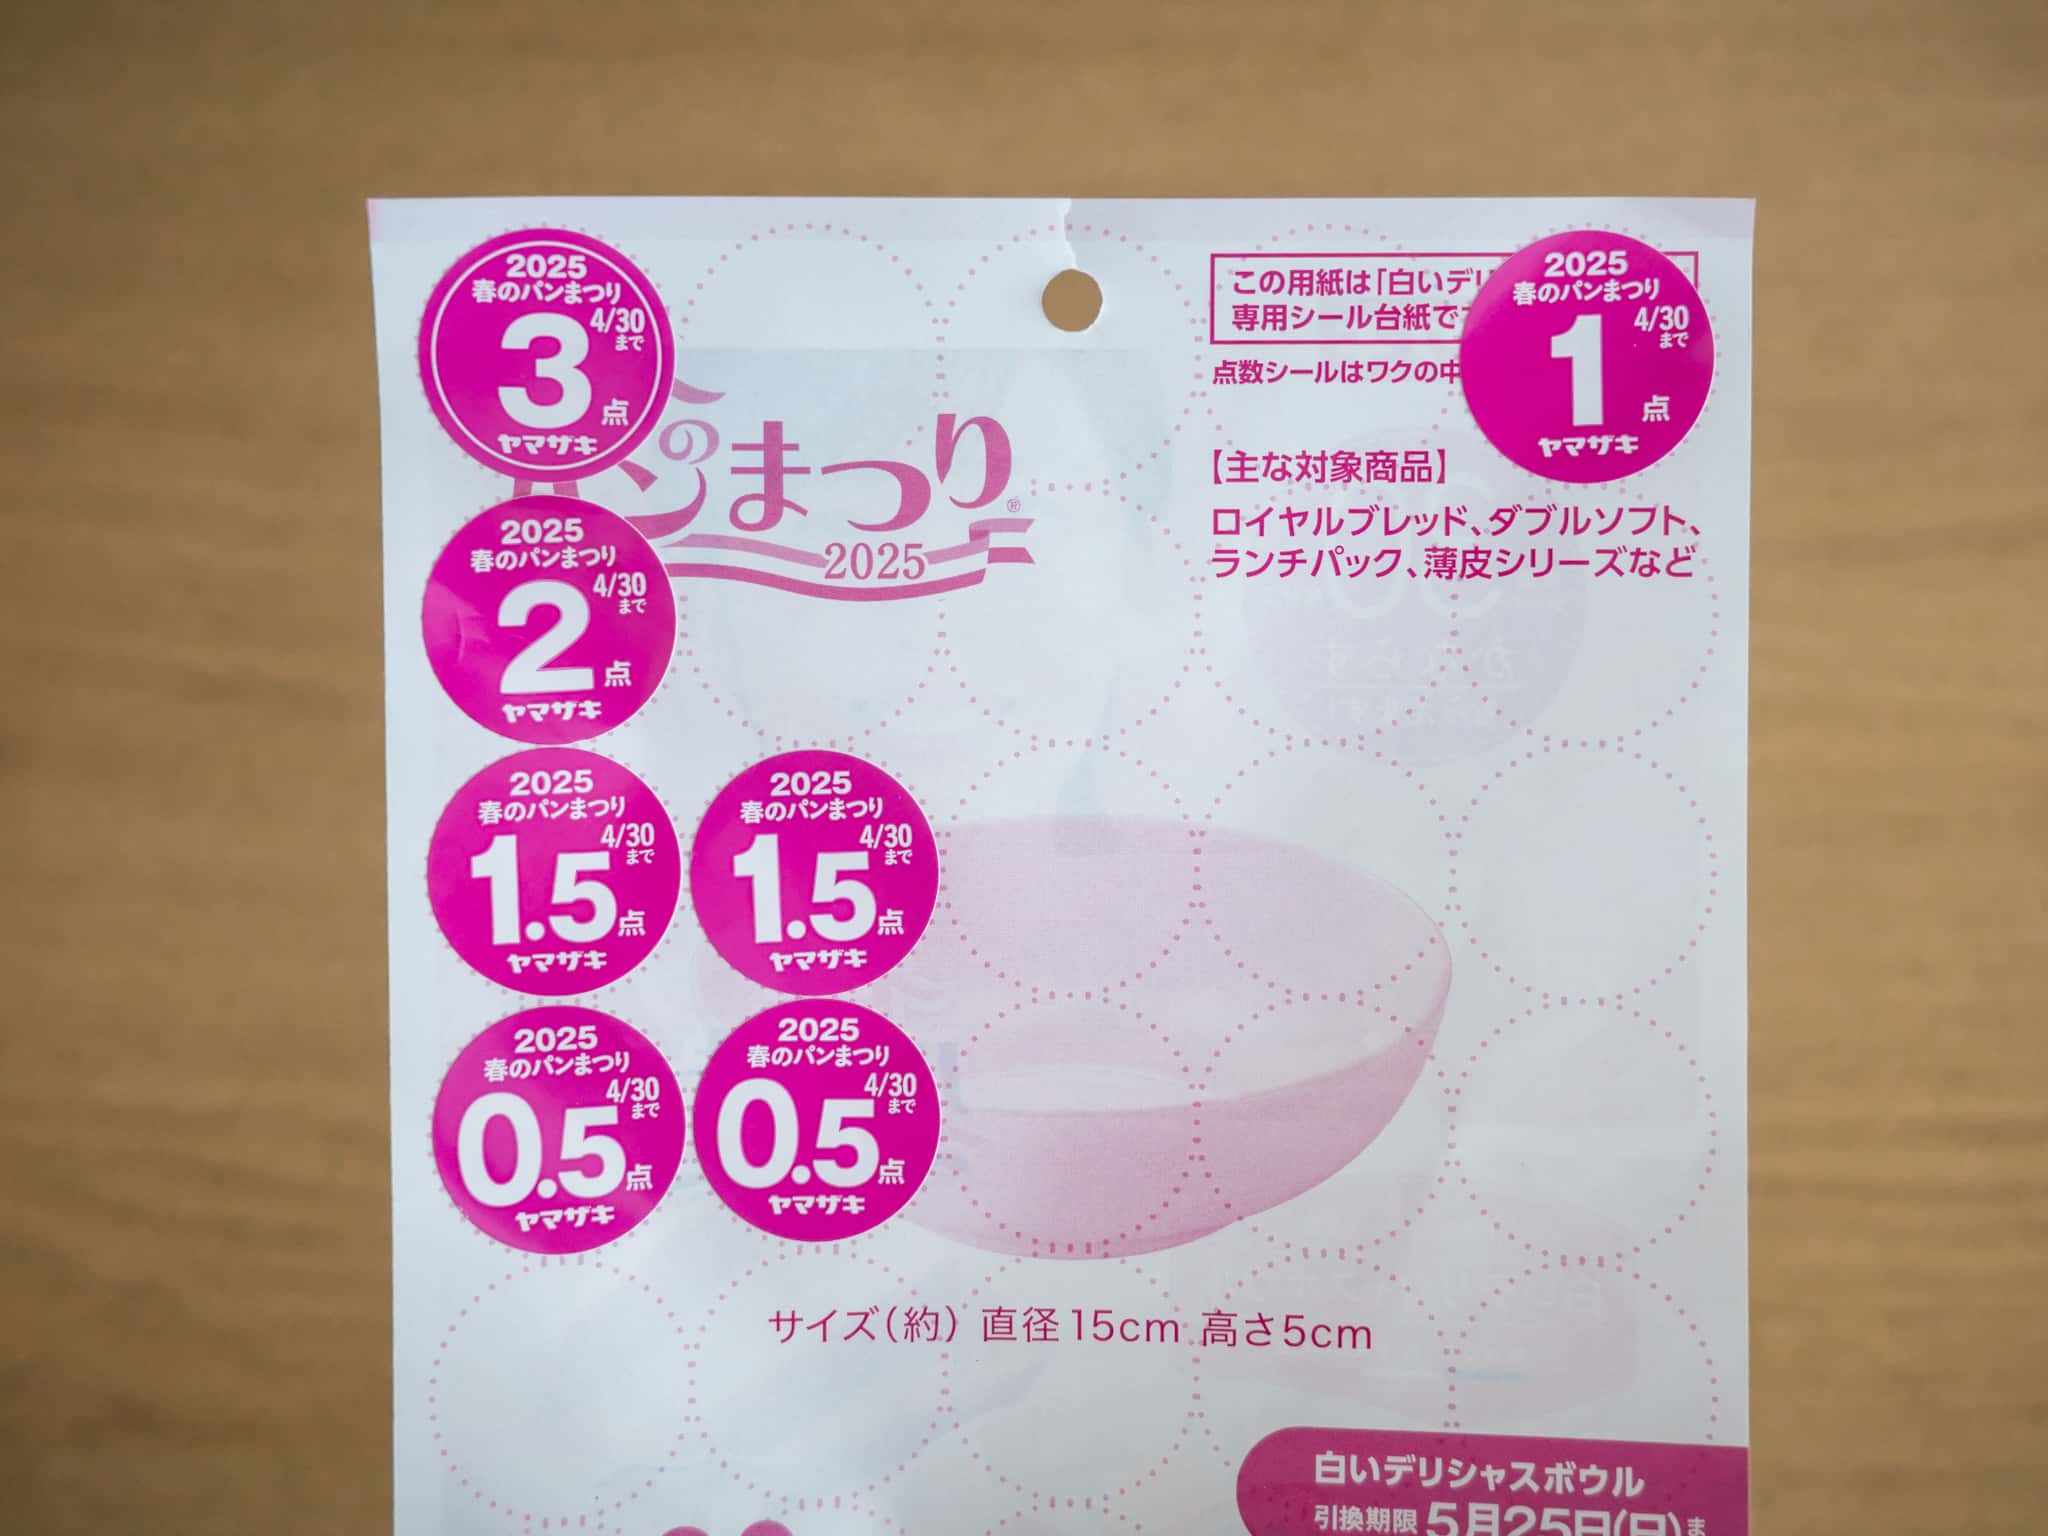 2025
春のパンまつり
4/30
まで
3点
ヤマザキ
2025
春のパンまつり
4/30
まで
1点
ヤマザキ
この用紙は「白いデリ
専用シール台紙で
点数シールはワクの中
のまつり®
2025
【主な対象商品】
ロイヤルブレッド、ダブルソフト、
ランチパック、薄皮シリーズなど
2025
春のパンまつり
4/30
まで
2点
ヤマザキ
2025
春のパンまつり
4/30
まで
1.5点
ヤマザキ
2025
春のパンまつり
4/30
まで
1.5点
ヤマザキ
2025
春のパンまつり
4/30
まで
0.5点
ヤマザキ
2025
春のパンまつり
4/30
まで
0.5点
ヤマザキ
サイズ(約) 直径15cm 高さ5cm
白いデリシャスボウル
引換期限 5月25日(日)ま